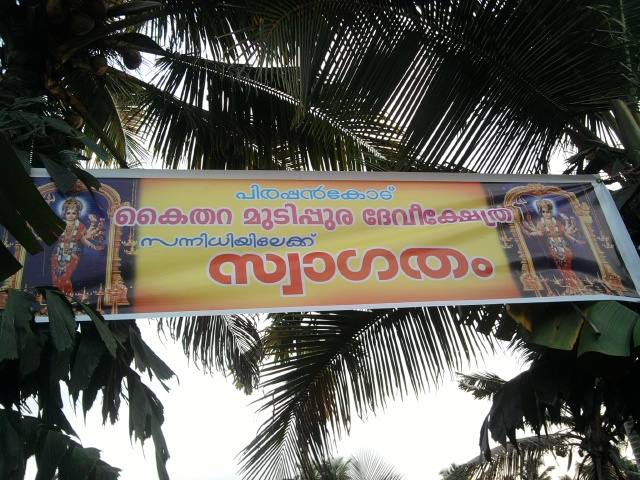 പിരപ്പൻകോട്
കൈതറ മുടിപ്പുര ദേവീക്ഷേത്ര
സന്നിധിയിലേക്ക്
സ്വാഗതം